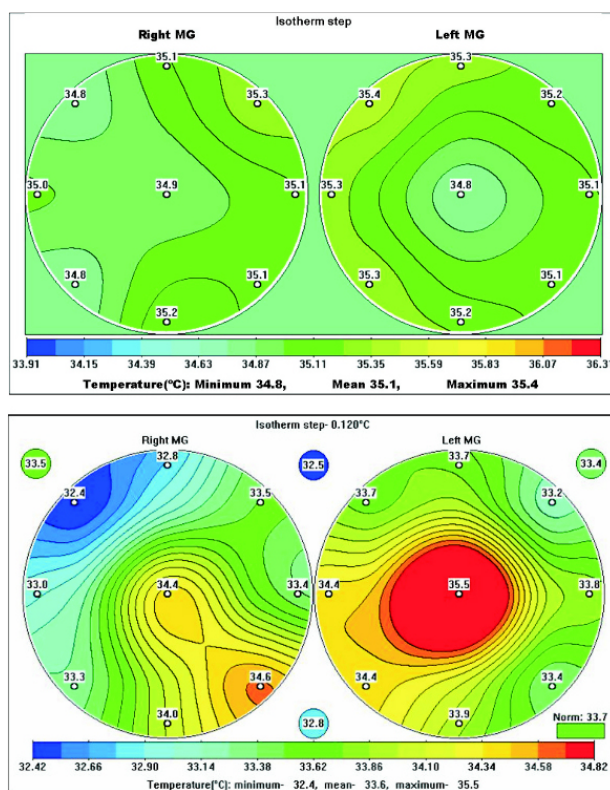 Isotherm step
Right MG Left MG
35.1 35.3
34.8 35.3 35.4 35.2
35.0 34.9 35.1 35.3 34.8 35.1
34.8 35.1 35.3 35.1
35.2 35.2
33.91 34.15 34.39 34.63 34.87 35.11 35.35 35.59 35.83 36.07 36.31
Temperature(ºC): Minimum 34.8, Mean 35.1, Maximum 35.4
Isotherm step- 0.120°C
Right MG Left MG
33.5 32.8 32.5 33.7 33.4
32.4 33.5 33.7 33.2
33.0 34.4 33.4 34.4 35.5 33.8
33.3 34.6 34.4 33.4
34.0 32.8 33.9
Norm: 33.7
32.42 32.66 32.90 33.14 33.38 33.62 33.86 34.10 34.34 34.58 34.82
Temperature(°C): minimum- 32.4, mean- 33.6, maximum- 35.5